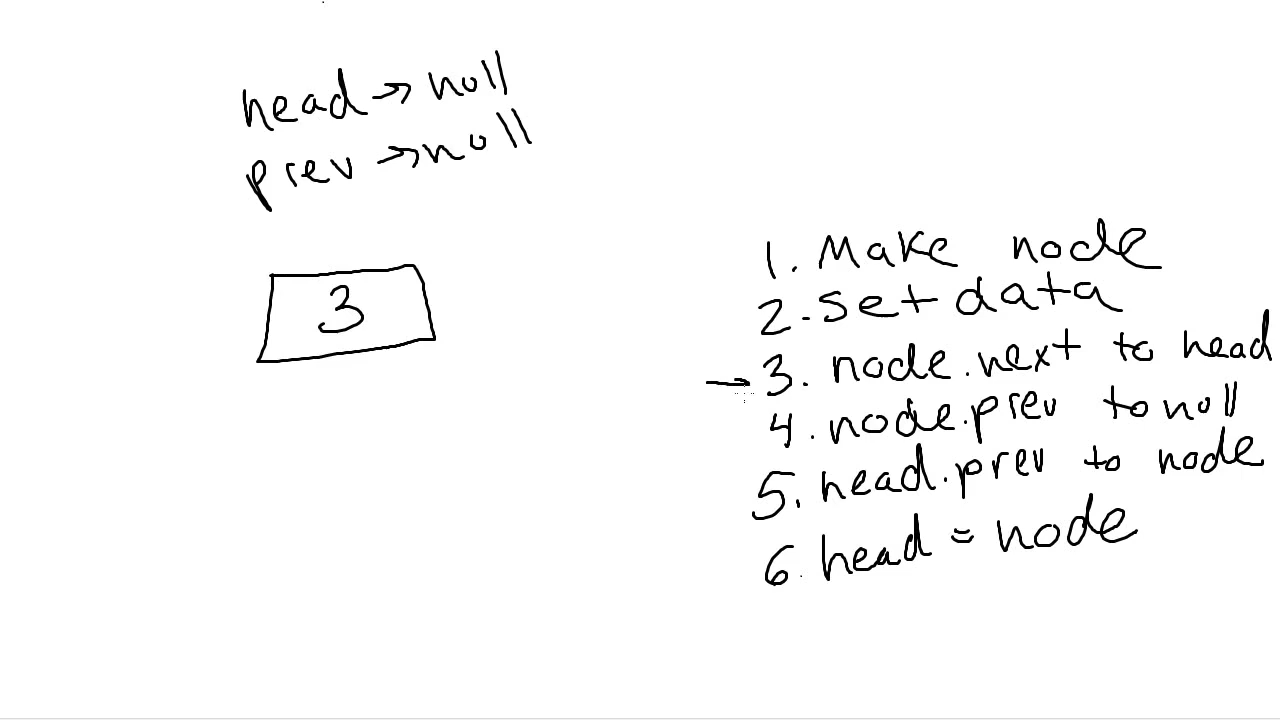 head → null
prev → null
3
1. Make node
2. set data
→ 3. node.next to head
4. node.prev to null
5. head.prev to node
6. head = node